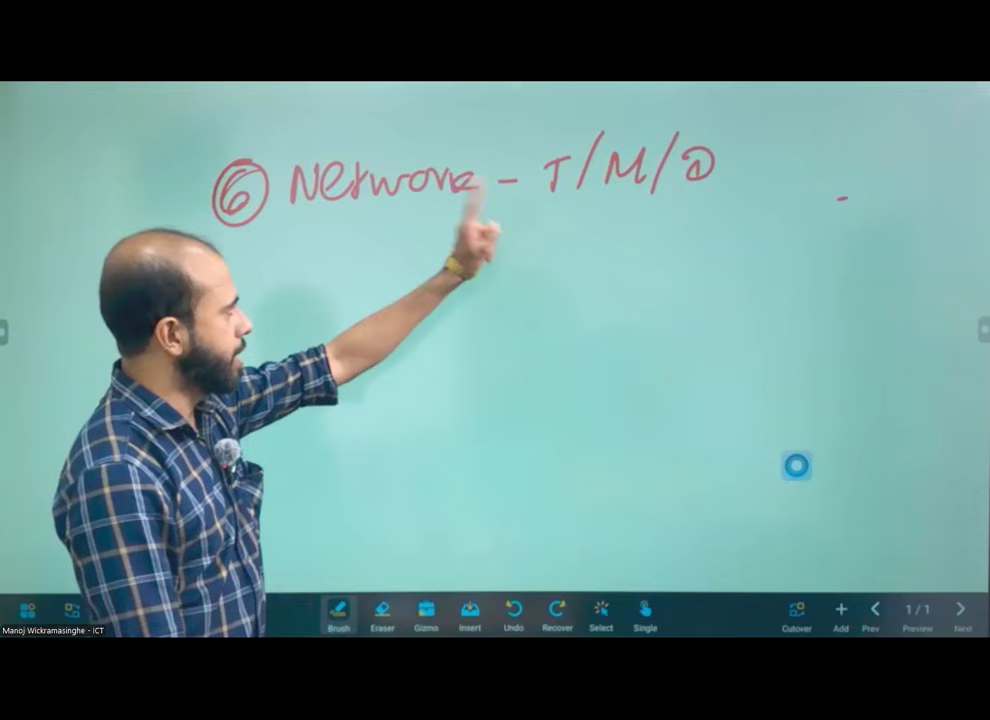 ⑥ Network - T/M/D
Manoj Wickramasinghe - ICT
Brush Eraser Gizmo Insert Undo Recover Select Single Cutover Add Prev 1/1 Preview Next